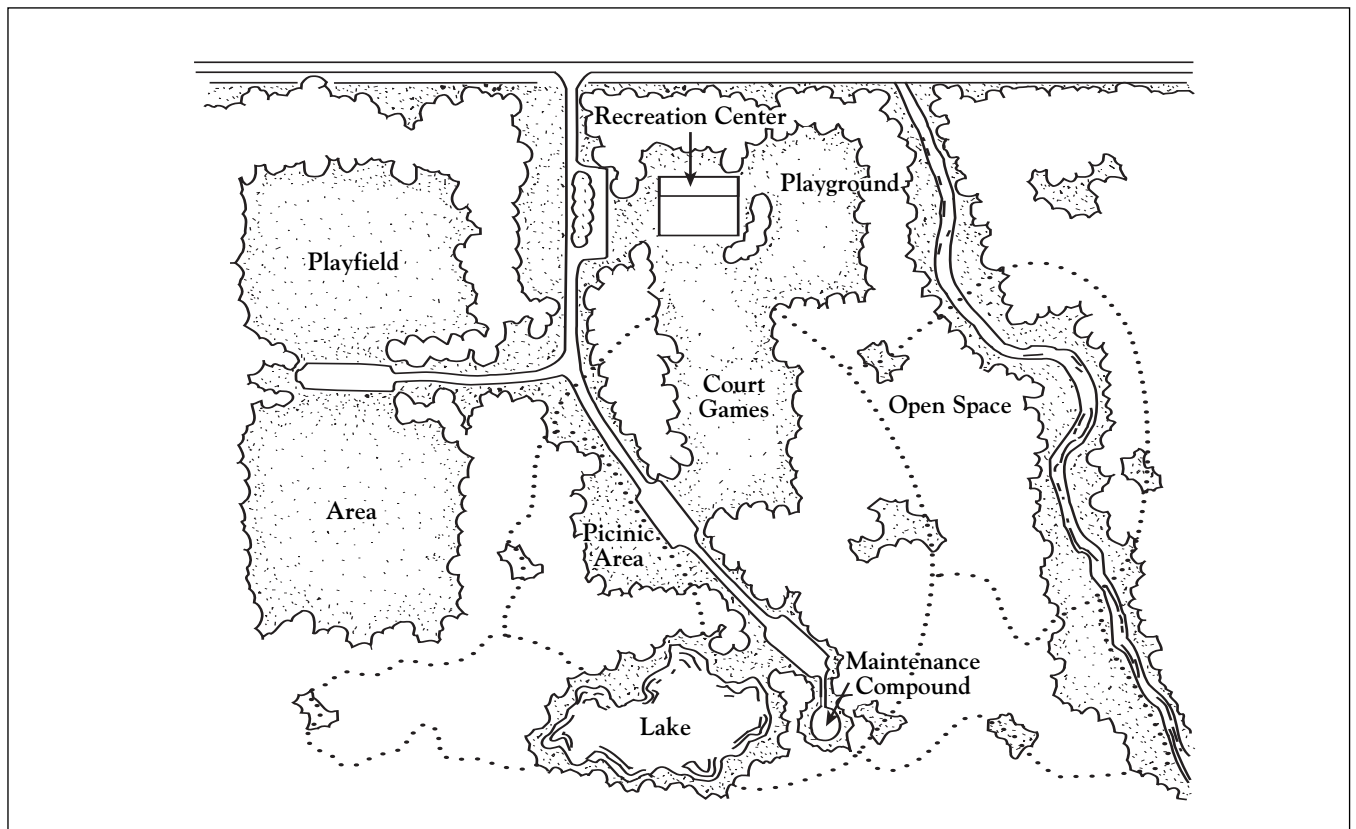 Recreation Center
Playground
Playfield
Court
Games
Open Space
Area
Picinic
Area
Maintenance
Compound
Lake